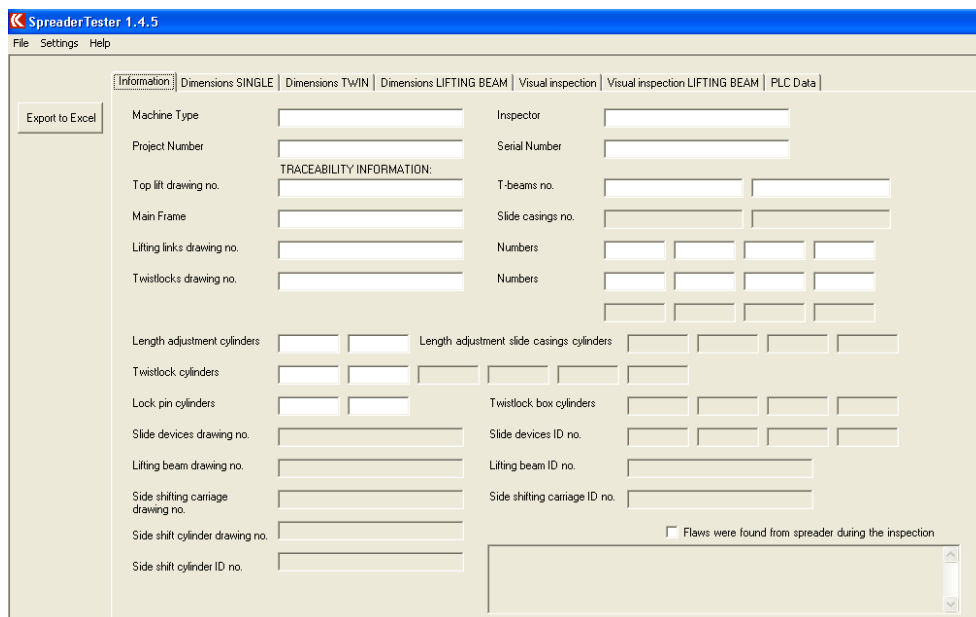 SpreaderTester 1.4.5
File Settings Help
Information Dimensions SINGLE Dimensions TWIN Dimensions LIFTING BEAM Visual inspection Visual inspection LIFTING BEAM PLC Data
Export to Excel
Machine Type Inspector
Project Number Serial Number
TRACEABILITY INFORMATION:
Top lift drawing no. T-beams no.
Main Frame Slide casings no.
Lifting links drawing no. Numbers
Twistlocks drawing no. Numbers
Length adjustment cylinders Length adjustment slide casings cylinders
Twistlock cylinders
Lock pin cylinders Twistlock box cylinders
Slide devices drawing no. Slide devices ID no.
Lifting beam drawing no. Lifting beam ID no.
Side shifting carriage Side shifting carriage ID no.
drawing no.
Side shift cylinder drawing no. Flaws were found from spreader during the inspection
Side shift cylinder ID no.